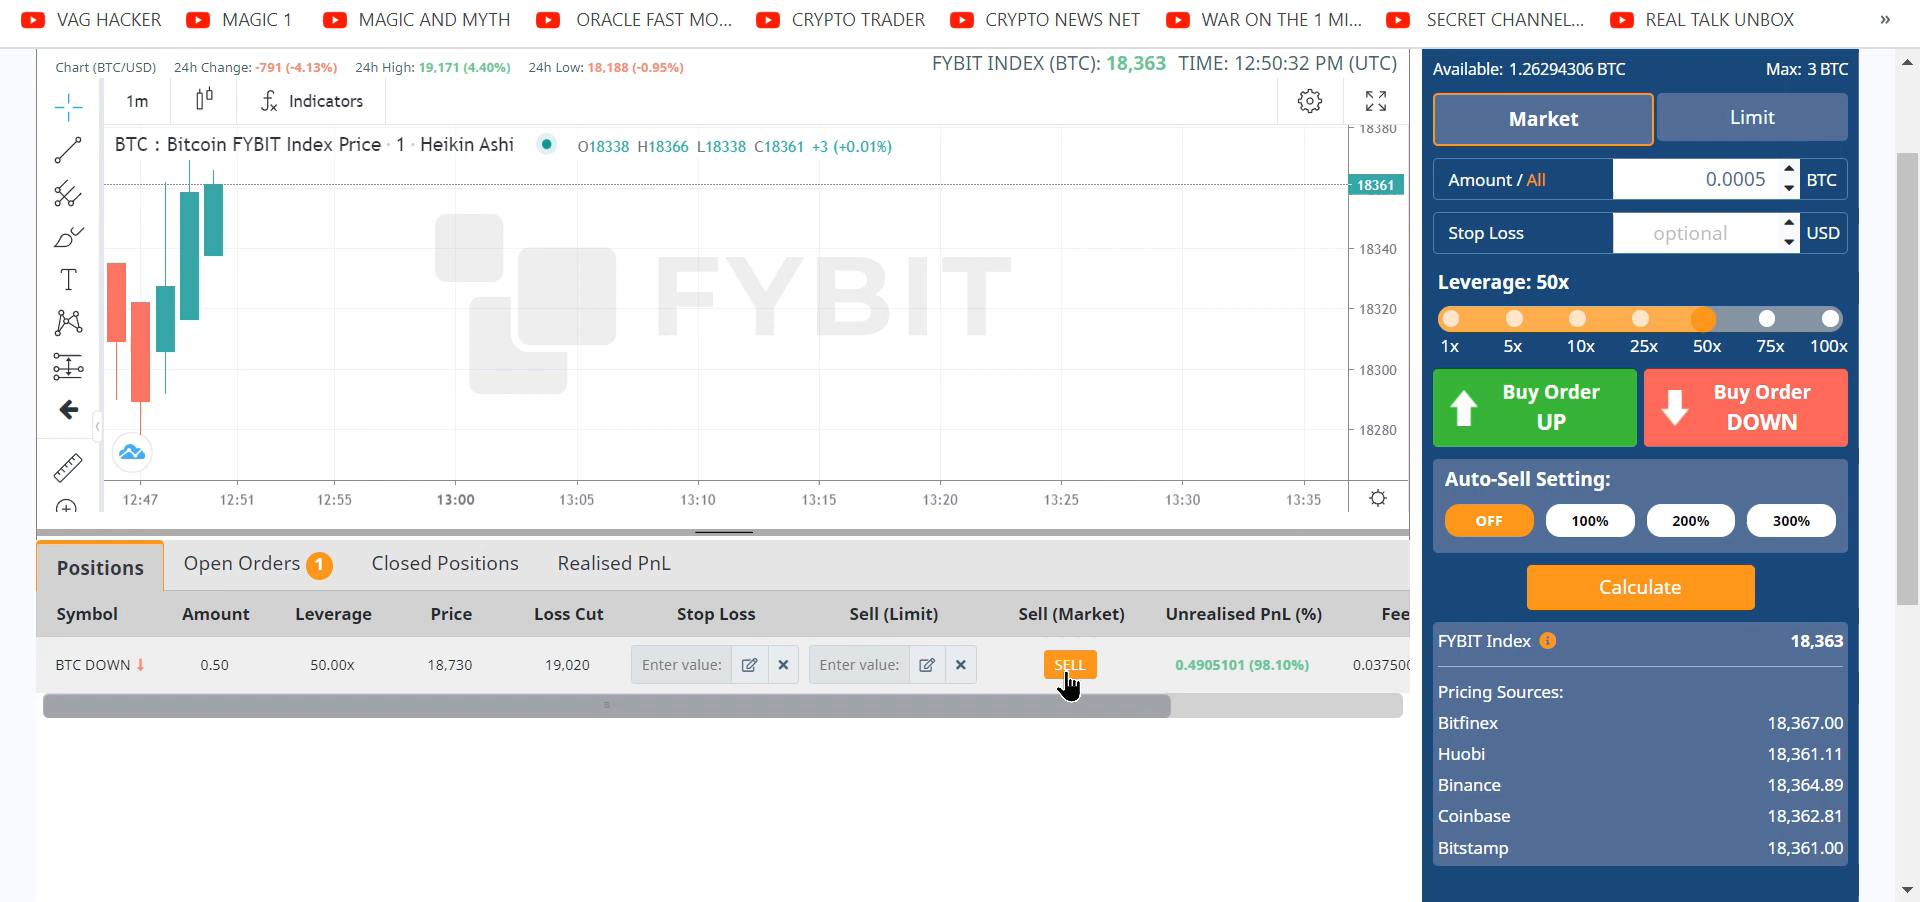 VAG HACKER MAGIC 1 MAGIC AND MYTH ORACLE FAST MO... CRYPTO TRADER CRYPTO NEWS NET WAR ON THE 1 MI... SECRET CHANNEL... REAL TALK UNBOX »
Chart (BTC/USD) 24h Change: -791 (-4.13%) 24h High: 19,171 (4.40%) 24h Low: 18,188 (-0.95%) FYBIT INDEX (BTC): 18,363 TIME: 12:50:32 PM (UTC)
1m Indicators
BTC : Bitcoin FYBIT Index Price · 1 · Heikin Ashi O18338 H18366 L18338 C18361 +3 (+0.01%)
18380
18361
18340
18320
18300
18280
FYBIT
12:47 12:51 12:55 13:00 13:05 13:10 13:15 13:20 13:25 13:30 13:35
Positions Open Orders 1 Closed Positions Realised PnL
Symbol Amount Leverage Price Loss Cut Stop Loss Sell (Limit) Sell (Market) Unrealised PnL (%) Fee
BTC DOWN 0.50 50.00x 18,730 19,020 Enter value: Enter value: SELL 0.4905101 (98.10%) 0.037500
Available: 1.26294306 BTC Max: 3 BTC
Market Limit
Amount / All 0.0005 BTC
Stop Loss optional USD
Leverage: 50x
1x 5x 10x 25x 50x 75x 100x
Buy Order UP
Buy Order DOWN
Auto-Sell Setting:
OFF 100% 200% 300%
Calculate
FYBIT Index 18,363
Pricing Sources:
Bitfinex 18,367.00
Huobi 18,361.11
Binance 18,364.89
Coinbase 18,362.81
Bitstamp 18,361.00